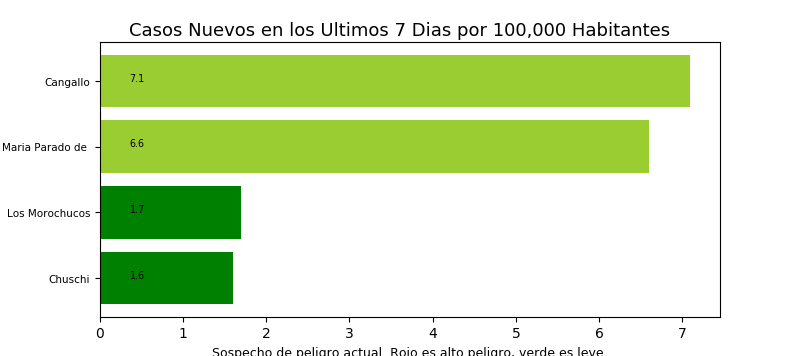 Casos Nuevos en los Ultimos 7 Dias por 100,000 Habitantes
Cangallo
7.1
Maria Parado de
6.6
Los Morochucos
1.7
Chuschi
1.6
0 1 2 3 4 5 6 7
Sospecho de peligro actual. Rojo es alto peligro, verde es leve